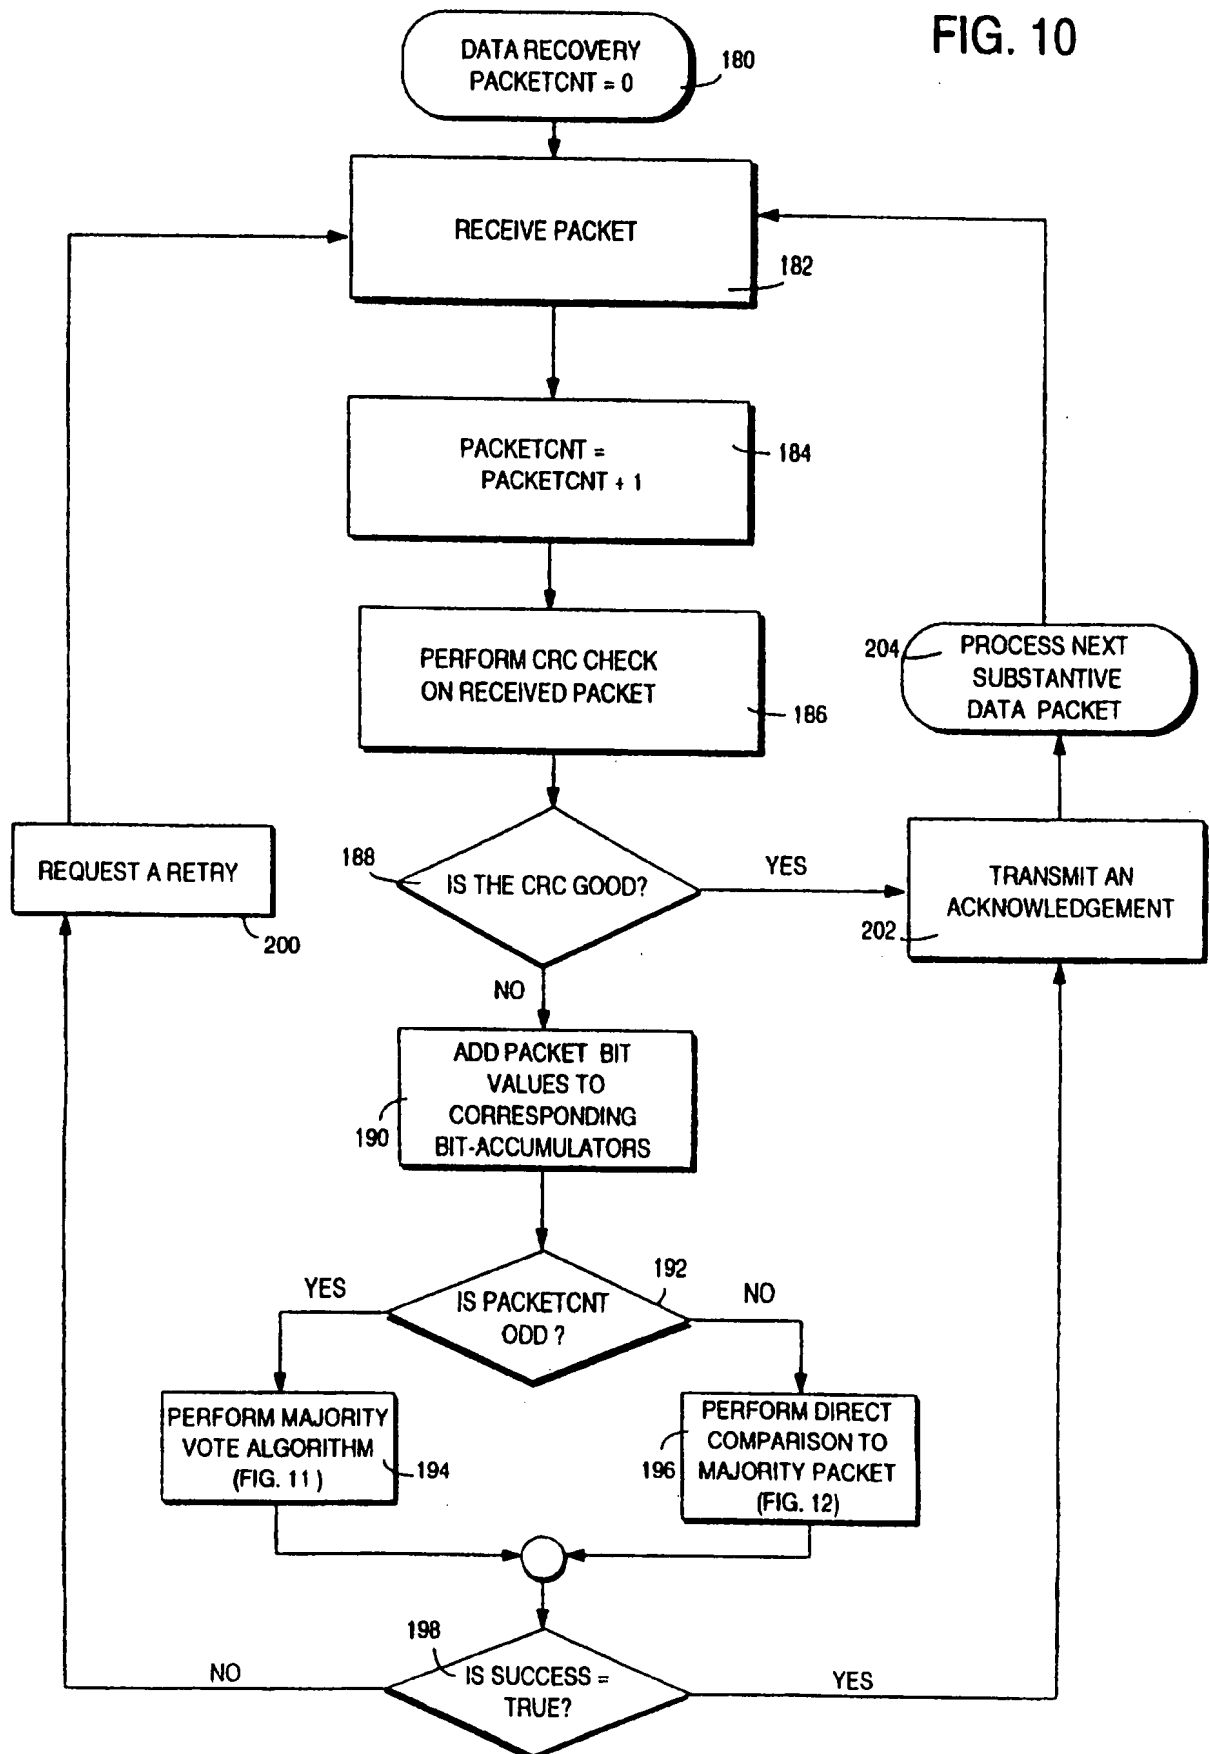 FIG. 10
DATA RECOVERY
PACKETCNT = 0
180
RECEIVE PACKET
182
PACKETCNT =
PACKETCNT + 1
184
PERFORM CRC CHECK
ON RECEIVED PACKET
186
204
PROCESS NEXT
SUBSTANTIVE
DATA PACKET
REQUEST A RETRY
200
188
IS THE CRC GOOD?
YES
TRANSMIT AN
ACKNOWLEDGEMENT
202
NO
ADD PACKET BIT
VALUES TO
CORRESPONDING
BIT-ACCUMULATORS
190
YES
IS PACKETCNT
ODD ?
192
NO
PERFORM MAJORITY
VOTE ALGORITHM
(FIG. 11 )
194
PERFORM DIRECT
COMPARISON TO
MAJORITY PACKET
(FIG. 12)
196
198
NO
IS SUCCESS =
TRUE?
YES